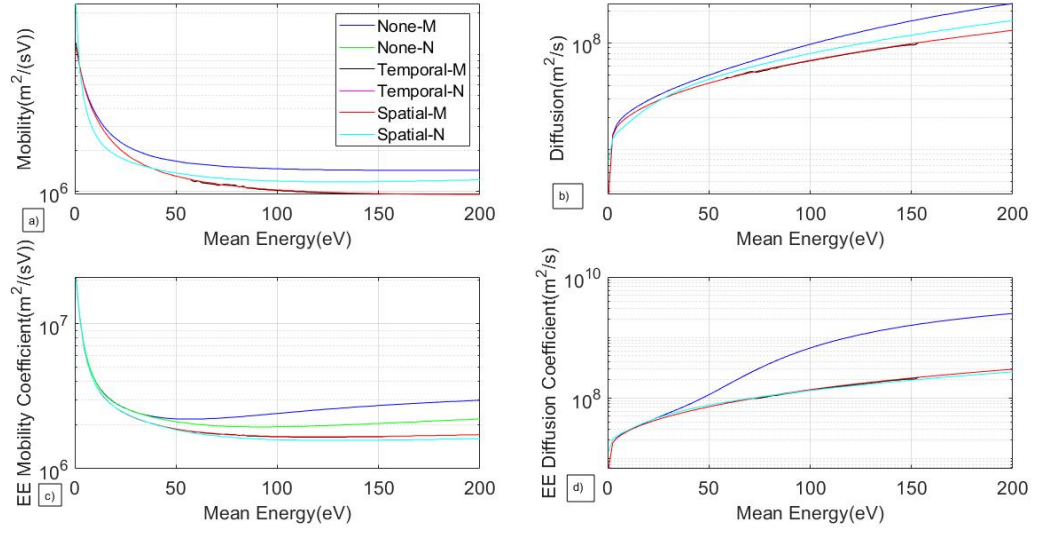 Mobility(m²/(sV))
10⁶
0
50
100
150
200
Mean Energy(eV)
a)
None-M
None-N
Temporal-M
Temporal-N
Spatial-M
Spatial-N
Diffusion(m²/s)
10⁸
0
50
100
150
200
Mean Energy(eV)
b)
EE Mobility Coefficient(m²/(sV))
10⁷
10⁶
0
50
100
150
200
Mean Energy(eV)
c)
EE Diffusion Coefficient(m²/s)
10¹⁰
10⁸
0
50
100
150
200
Mean Energy(eV)
d)